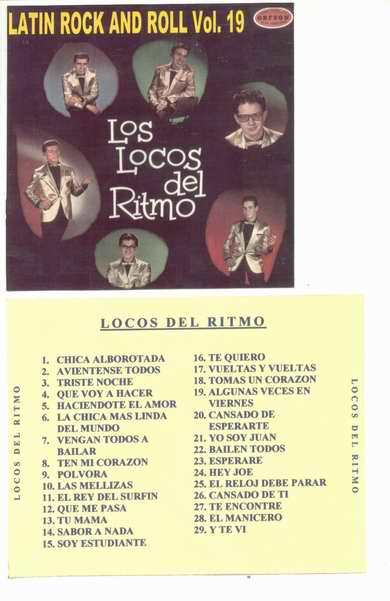 LATIN ROCK AND ROLL Vol. 19
ORFEON
Los
Locos
del
Ritmo
LOCOS DEL RITMO
LOCOS DEL RITMO
1. CHICA ALBOROTADA
2. AVIENTENSE TODOS
3. TRISTE NOCHE
4. QUE VOY A HACER
5. HACIENDOTE EL AMOR
6. LA CHICA MAS LINDA
DEL MUNDO
7. VENGAN TODOS A
BAILAR
8. TEN MI CORAZON
9. POLVORA
10. LAS MELLIZAS
11. EL REY DEL SURFIN
12. QUE ME PASA
13. TU MAMA
14. SABOR A NADA
15. SOY ESTUDIANTE
16. TE QUIERO
17. VUELTAS Y VUELTAS
18. TOMAS UN CORAZON
19. ALGUNAS VECES EN
VIERNES
20. CANSADO DE
ESPERARTE
21. YO SOY JUAN
22. BAILEN TODOS
23. ESPERARE
24. HEY JOE
25. EL RELOJ DEBE PARAR
26. CANSADO DE TI
27. TE ENCONTRE
28. EL MANICERO
29. Y TE VI
LOCOS DEL RITMO